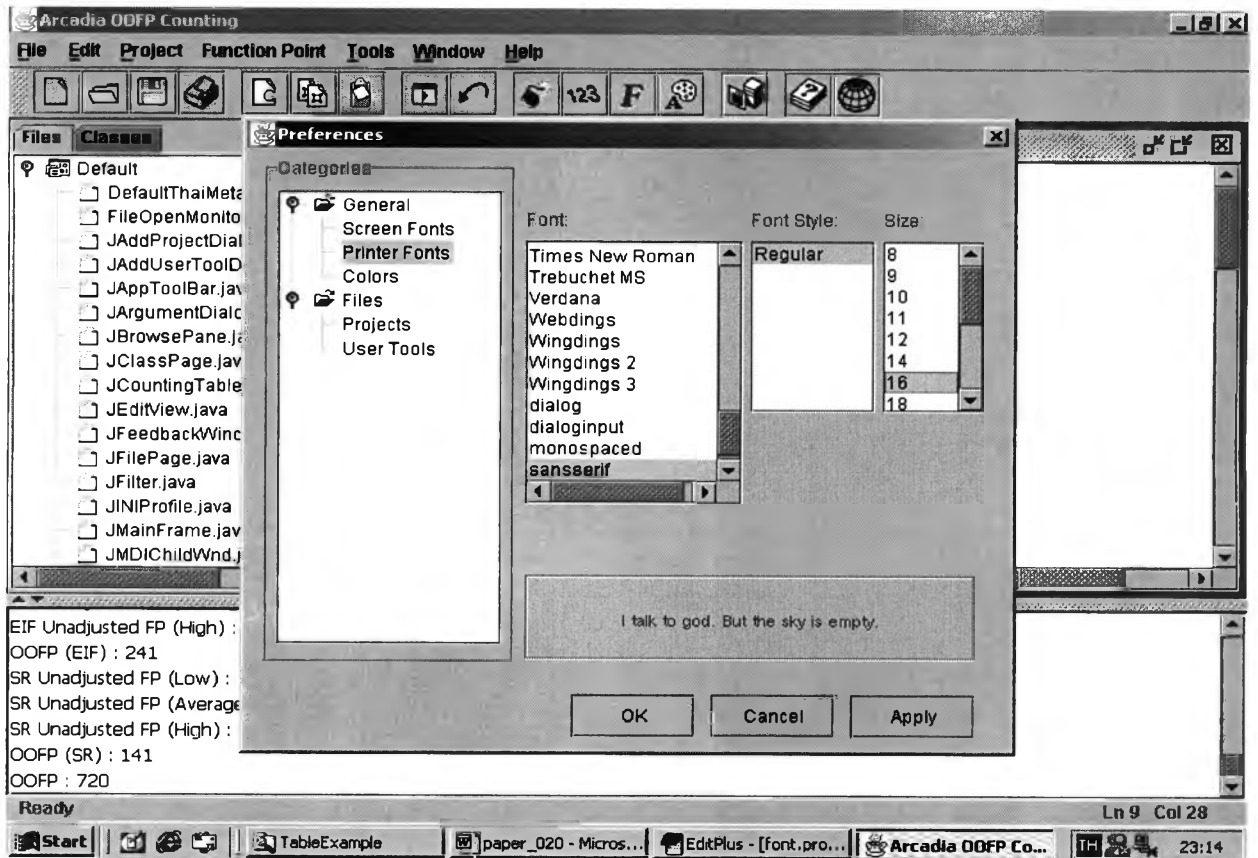 Arcadia OOFP Counting
File Edit Project Function Point Tools Window Help
C 123 F A ?
Files Classes
Default
DefaultThaiMeta
FileOpenMonito
JAddProjectDial
JAddUserToolD
JAppToolBar.jav
JArgumentDialc
JBrowsePane.ja
JClassPage.jav
JCountingTable
JEditView.java
JFeedbackWinc
JFilePage.java
JFilter.java
JINIProfile.java
JMainFrame.jav
JMDIChildWnd.j
Preferences
Categories
General
Screen Fonts
Printer Fonts
Colors
Files
Projects
User Tools
Font:
Times New Roman
Trebuchet MS
Verdana
Webdings
Wingdings
Wingdings 2
Wingdings 3
dialog
dialoginput
monospaced
sansserif
Font Style:
Regular
Size:
8
9
10
11
12
14
16
18
I talk to god. But the sky is empty.
OK Cancel Apply
EIF Unadjusted FP (High) :
OOFP (EIF) : 241
SR Unadjusted FP (Low) :
SR Unadjusted FP (Average
SR Unadjusted FP (High) :
OOFP (SR) : 141
OOFP : 720
Ready
Ln 9 Col 28
Start TableExample paper_020 - Micros... EditPlus - [font.pro... Arcadia OOFP Co... TH 23:14